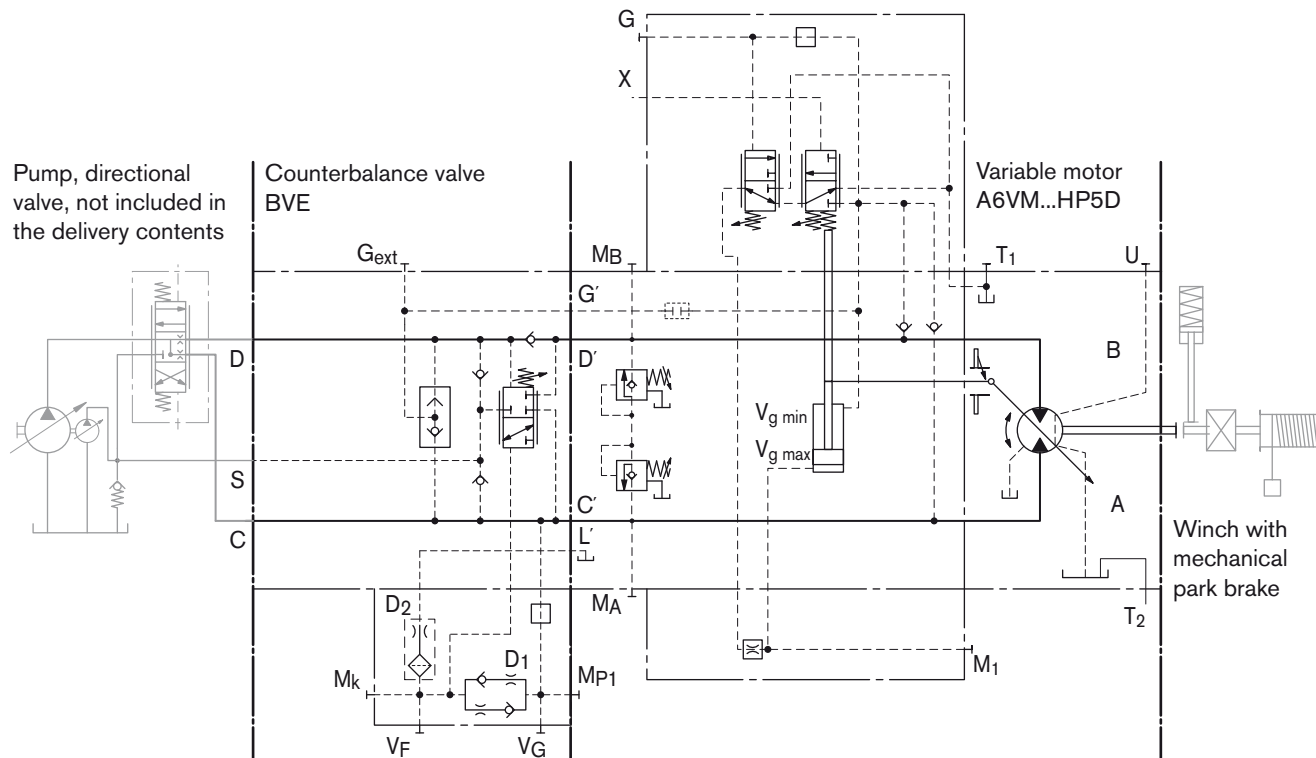 G
X
Pump, directional
valve, not included in
the delivery contents
Counterbalance valve
BVE
Variable motor
A6VM...HP5D
Gext
MB
T1
U
G′
D
D′
B
Vg min
Vg max
S
C′
A
C
L′
Winch with
mechanical
park brake
D2
MA
T2
D1
M1
Mk
MP1
VF
VG